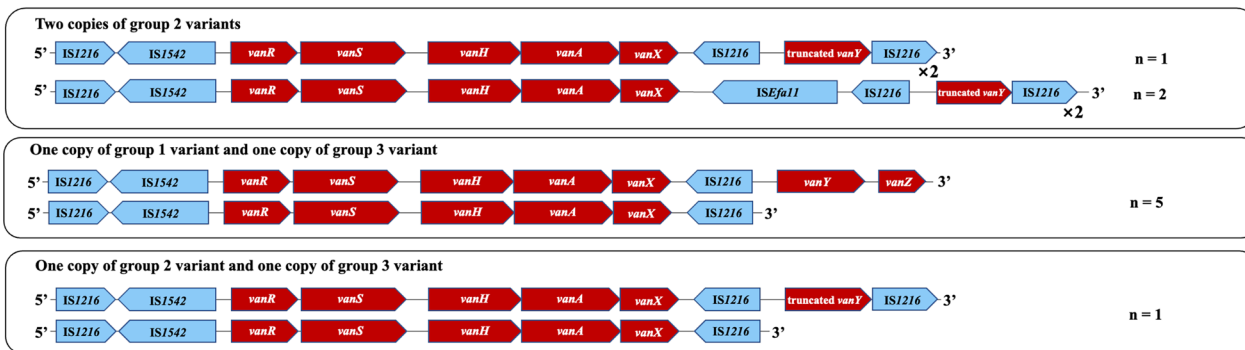 Two copies of group 2 variants
5’ IS1216 IS1542 vanR vanS vanH vanA vanX IS1216 truncated vanY IS1216 3’
×2
n = 1
5’ IS1216 IS1542 vanR vanS vanH vanA vanX ISEfa11 IS1216 truncated vanY IS1216 3’
×2
n = 2
One copy of group 1 variant and one copy of group 3 variant
5’ IS1216 IS1542 vanR vanS vanH vanA vanX IS1216 vanY vanZ 3’
5’ IS1216 IS1542 vanR vanS vanH vanA vanX IS1216 3’
n = 5
One copy of group 2 variant and one copy of group 3 variant
5’ IS1216 IS1542 vanR vanS vanH vanA vanX IS1216 truncated vanY IS1216 3’
5’ IS1216 IS1542 vanR vanS vanH vanA vanX IS1216 3’
n = 1